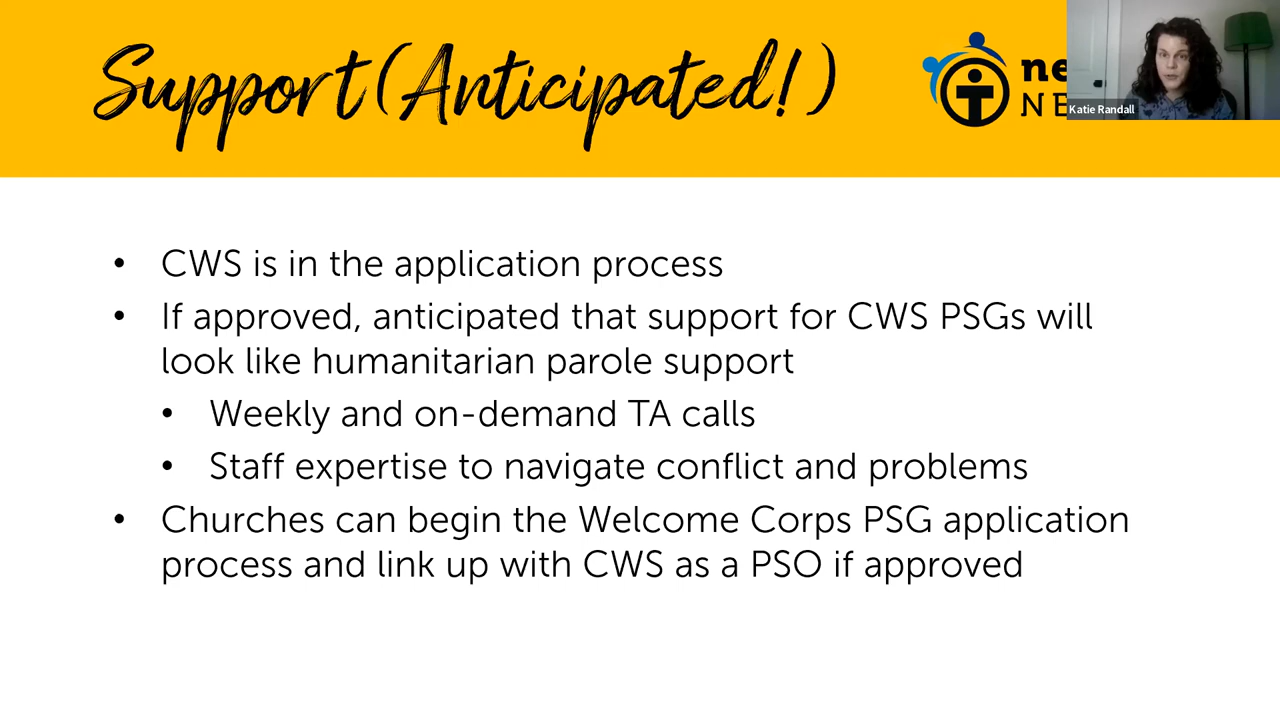 Support (Anticipated!)
ne
NE
Katie Randall
• CWS is in the application process
• If approved, anticipated that support for CWS PSGs will
look like humanitarian parole support
• Weekly and on-demand TA calls
• Staff expertise to navigate conflict and problems
• Churches can begin the Welcome Corps PSG application
process and link up with CWS as a PSO if approved